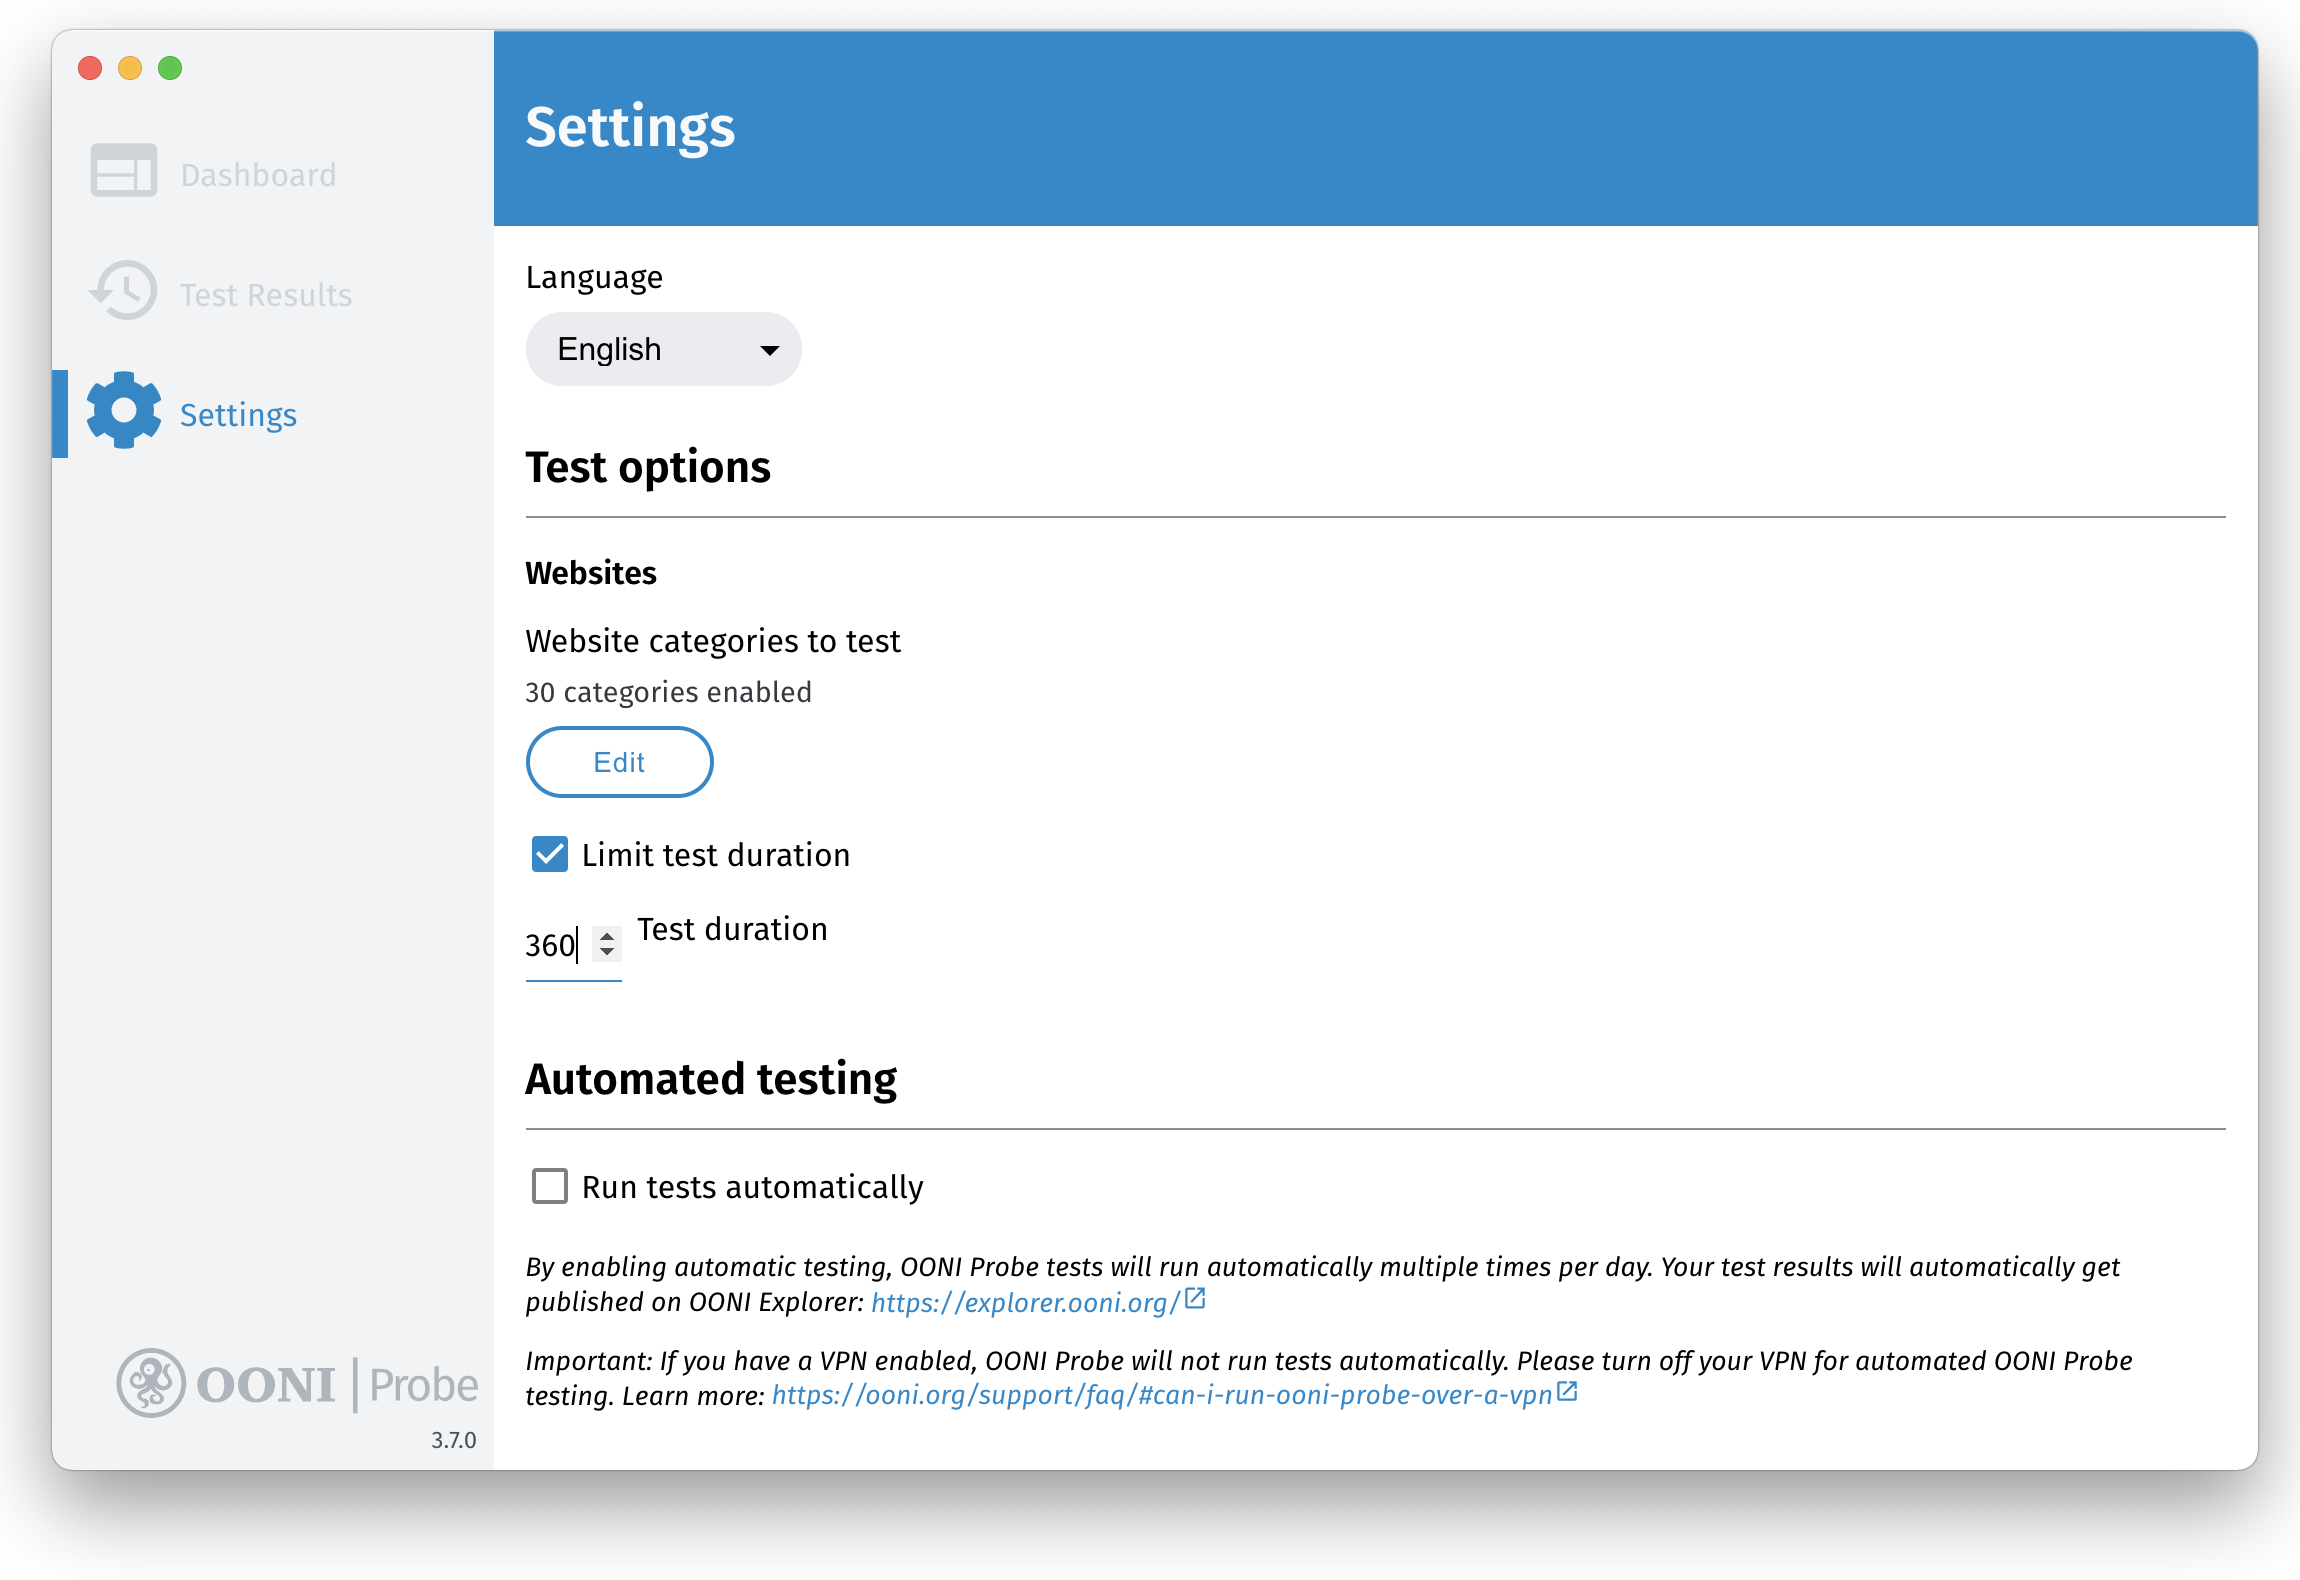 Dashboard
Test Results
Settings
OONI Probe
3.7.0
Settings
Language
English
Test options
Websites
Website categories to test
30 categories enabled
Edit
Limit test duration
360
Test duration
Automated testing
Run tests automatically
By enabling automatic testing, OONI Probe tests will run automatically multiple times per day. Your test results will automatically get
published on OONI Explorer: https://explorer.ooni.org/
Important: If you have a VPN enabled, OONI Probe will not run tests automatically. Please turn off your VPN for automated OONI Probe
testing. Learn more: https://ooni.org/support/faq/#can-i-run-ooni-probe-over-a-vpn